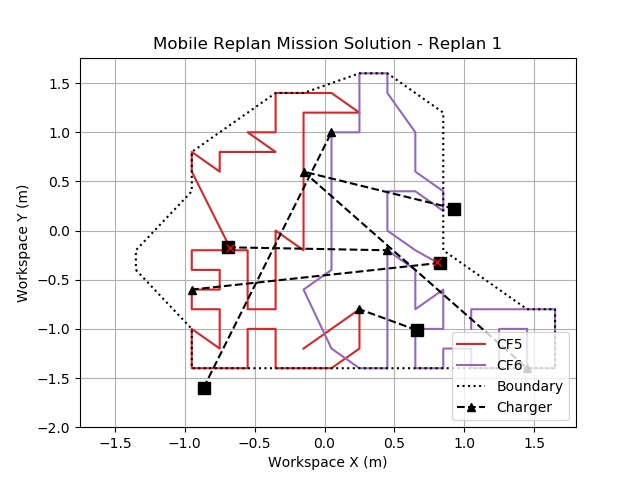 Mobile Replan Mission Solution - Replan 1
Workspace Y (m)
1.5
1.0
0.5
0.0
−0.5
−1.0
−1.5
−2.0
−1.5
−1.0
−0.5
0.0
0.5
1.0
1.5
Workspace X (m)
CF5
CF6
Boundary
Charger